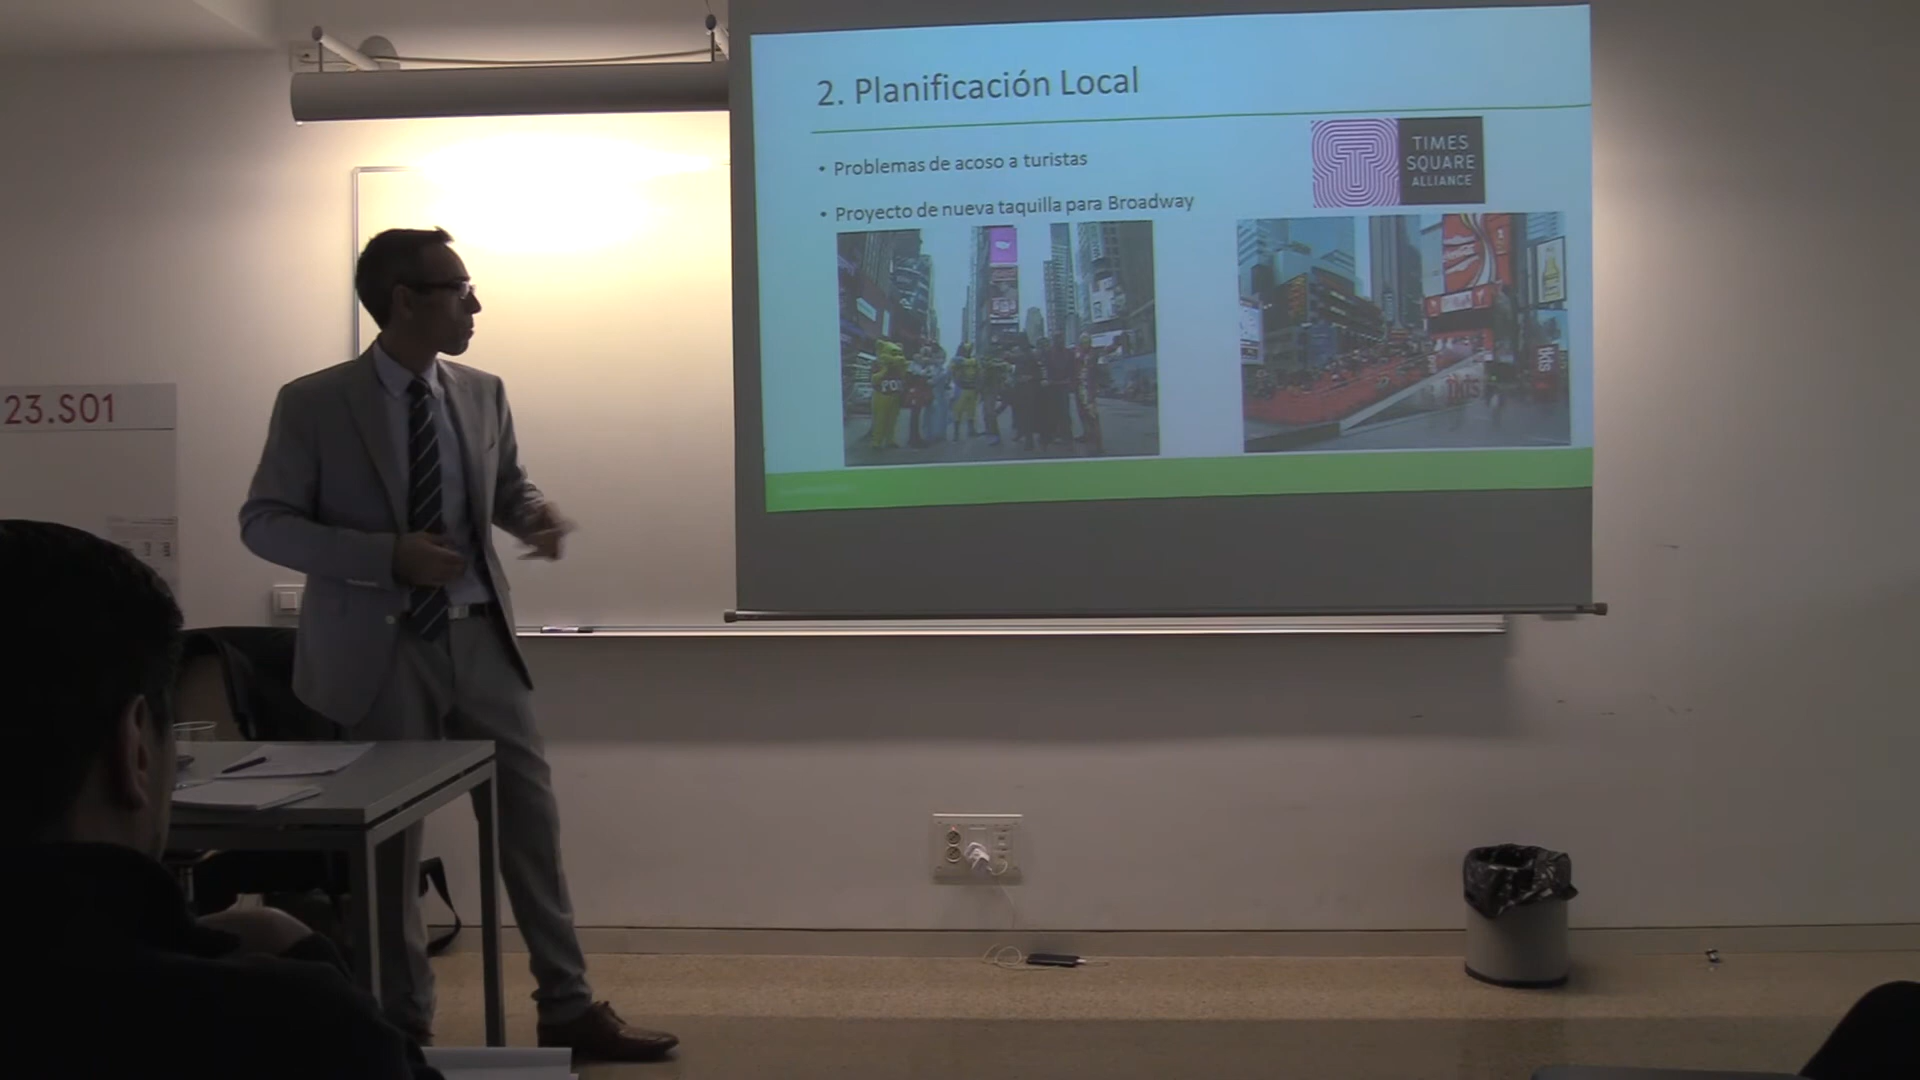 2. Planificación Local
• Problemas de acoso a turistas
• Proyecto de nueva taquilla para Broadway
TIMES
SQUARE
ALLIANCE
tkts
tkts
23.S01